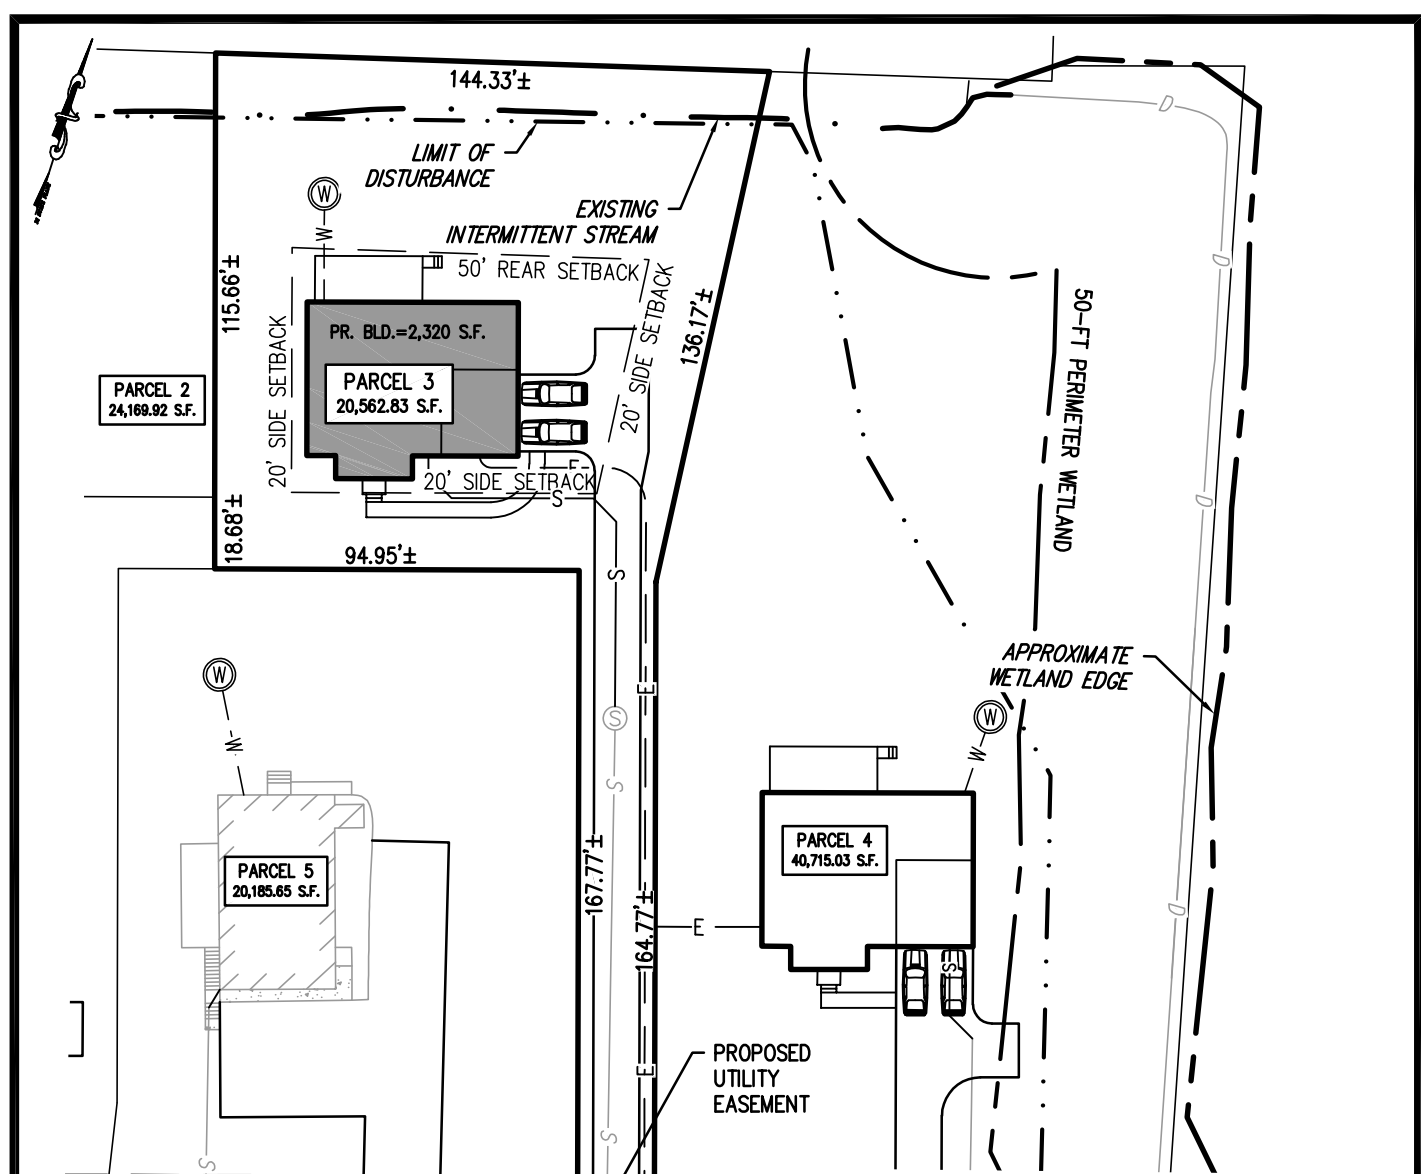 144.33'±
D
LIMIT OF
DISTURBANCE
W
W
EXISTING
INTERMITTENT STREAM
50' REAR SETBACK
D
115.66'±
136.17'±
20' SIDE SETBACK
20' SIDE SETBACK
PR. BLD.=2,320 S.F.
PARCEL 3
20,562.83 S.F.
PARCEL 2
24,169.92 S.F.
50-FT PERIMETER WETLAND
E
20' SIDE SETBACK
S
D
18.68'±
94.95'±
S
APPROXIMATE
WETLAND EDGE
W
W
E
S
W
W
S
PARCEL 4
40,715.03 S.F.
PARCEL 5
20,185.65 S.F.
167.77'±
164.77'±
E
D
S
PROPOSED
UTILITY
EASEMENT
E
S
S